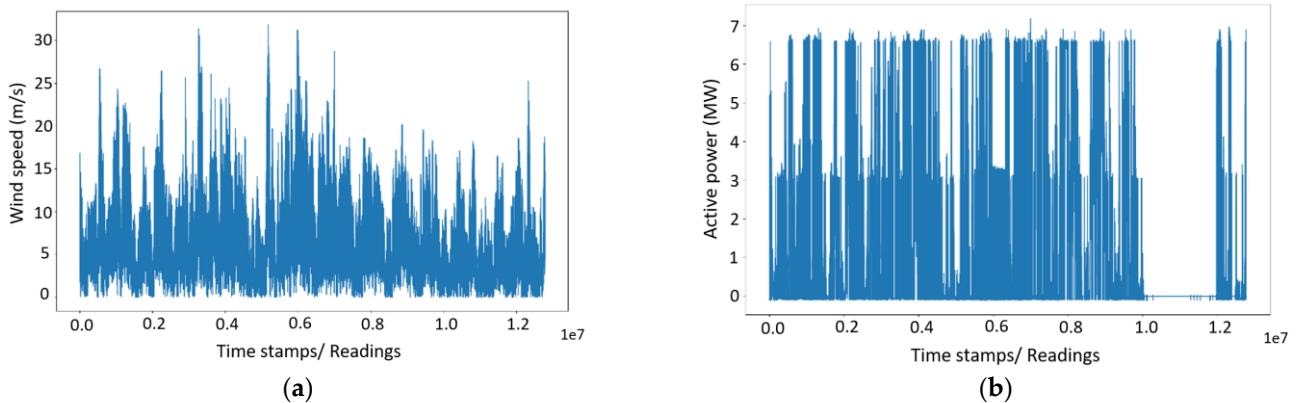 Wind speed (m/s)
30
25
20
15
10
5
0
0.0 0.2 0.4 0.6 0.8 1.0 1.2
1e7
Time stamps/ Readings
(a)
Active power (MW)
7
6
5
4
3
2
1
0
0.0 0.2 0.4 0.6 0.8 1.0 1.2
1e7
Time stamps/ Readings
(b)